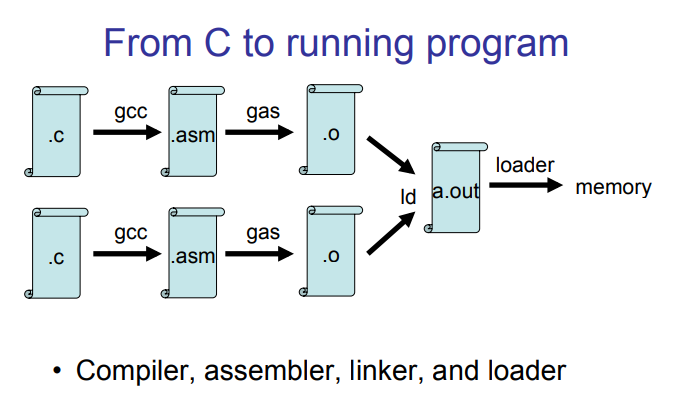 From C to running program
gcc gas
.c .asm .o
loader
ld a.out memory
gcc gas
.c .asm .o
• Compiler, assembler, linker, and loader